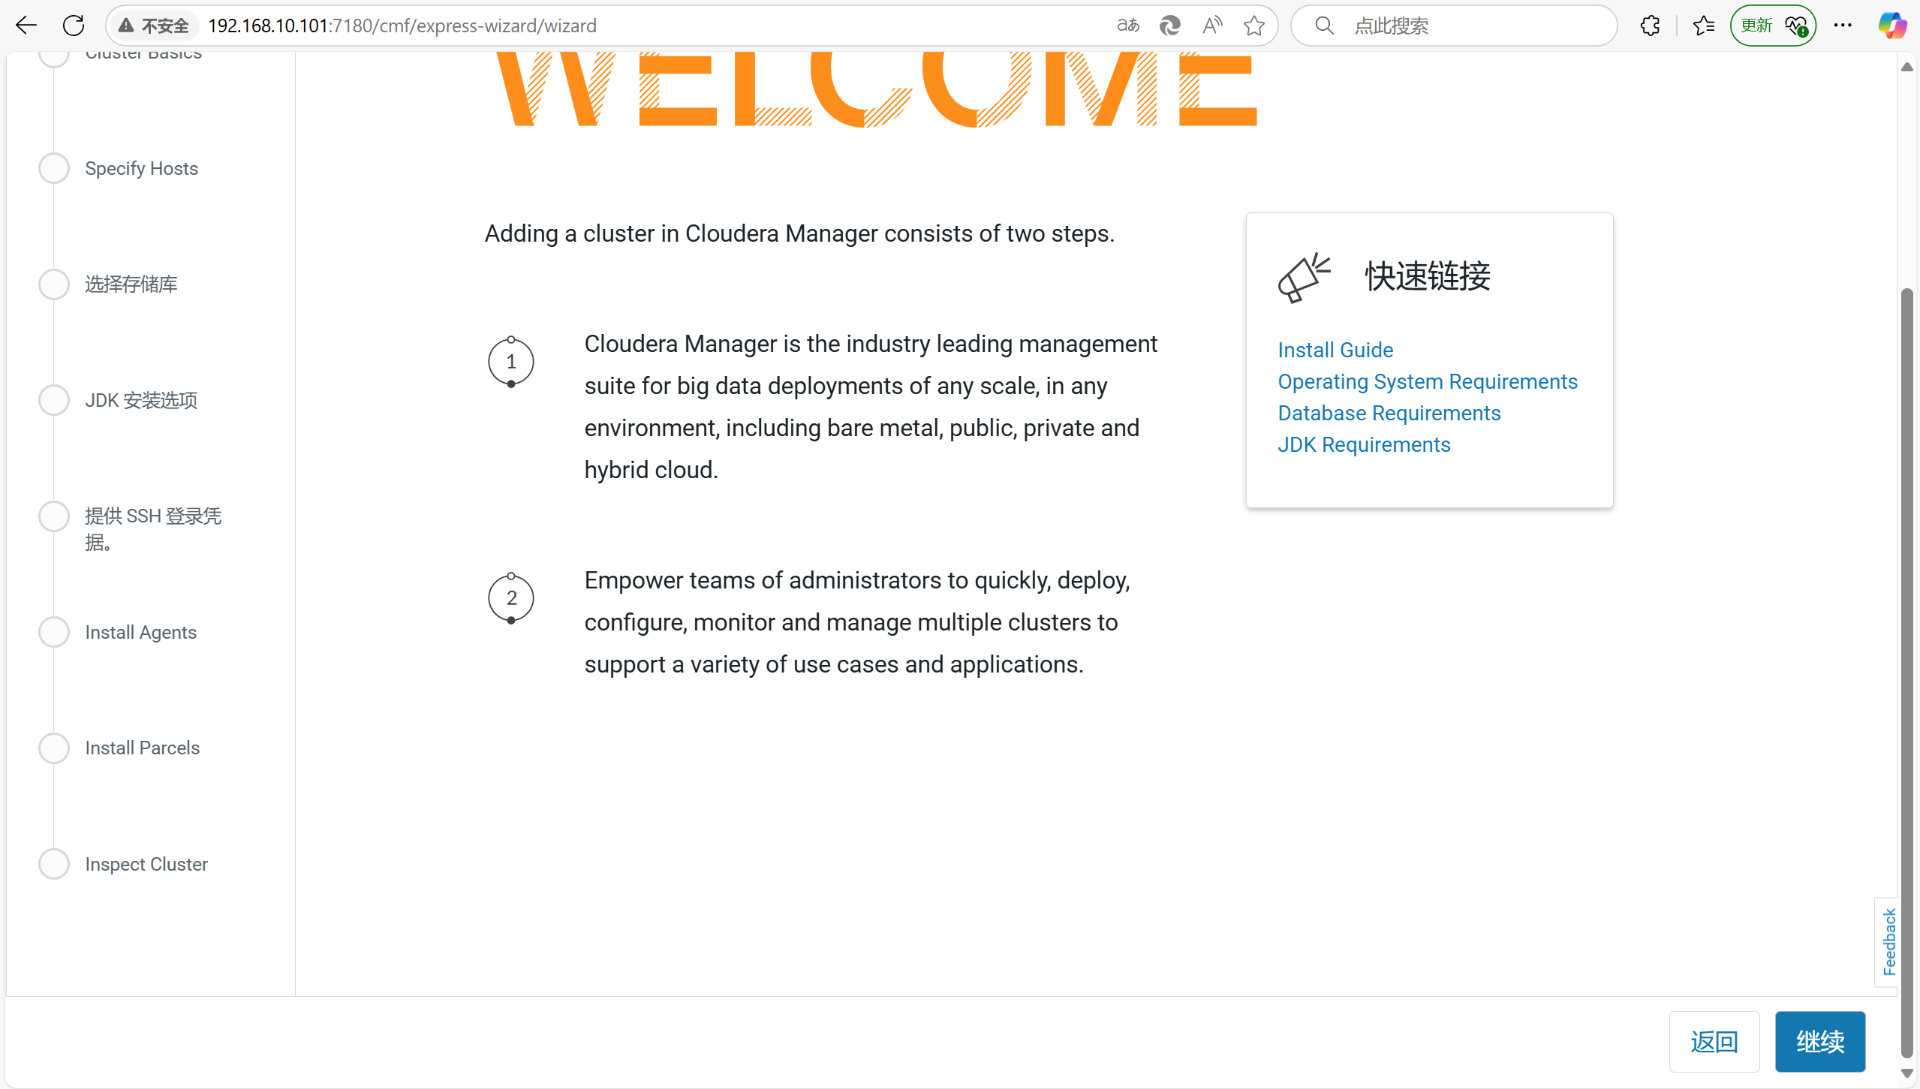 不安全
192.168.10.101:7180/cmf/express-wizard/wizard
点此搜索
更新
Cluster Basics
WELCOME
Specify Hosts
选择存储库
JDK 安装选项
提供 SSH 登录凭
据。
Install Agents
Install Parcels
Inspect Cluster
Adding a cluster in Cloudera Manager consists of two steps.
1
Cloudera Manager is the industry leading management
suite for big data deployments of any scale, in any
environment, including bare metal, public, private and
hybrid cloud.
2
Empower teams of administrators to quickly, deploy,
configure, monitor and manage multiple clusters to
support a variety of use cases and applications.
快速链接
Install Guide
Operating System Requirements
Database Requirements
JDK Requirements
Feedback
返回
继续